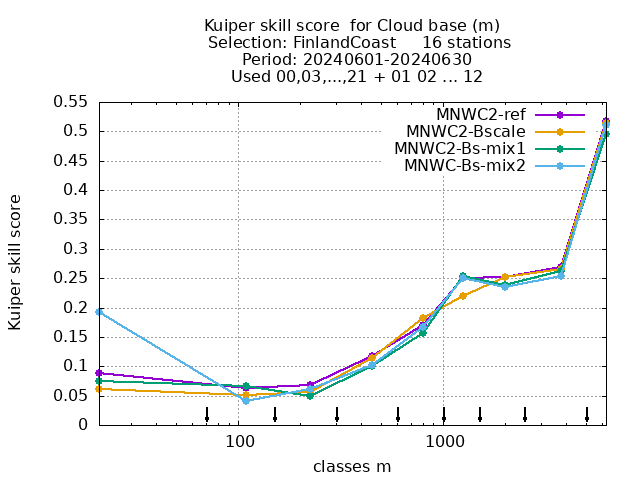 Kuiper skill score  for Cloud base (m)
Selection: FinlandCoast     16 stations
Period: 20240601-20240630
Used 00,03,...,21 + 01 02 ... 12
MNWC2-ref
MNWC2-Bscale
MNWC2-Bs-mix1
MNWC-Bs-mix2
Kuiper skill score
0.55
0.5
0.45
0.4
0.35
0.3
0.25
0.2
0.15
0.1
0.05
0
100
1000
classes m